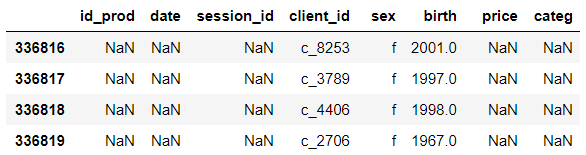 id_prod date session_id client_id sex birth price categ
336816 NaN NaN NaN c_8253 f 2001.0 NaN NaN
336817 NaN NaN NaN c_3789 f 1997.0 NaN NaN
336818 NaN NaN NaN c_4406 f 1998.0 NaN NaN
336819 NaN NaN NaN c_2706 f 1967.0 NaN NaN